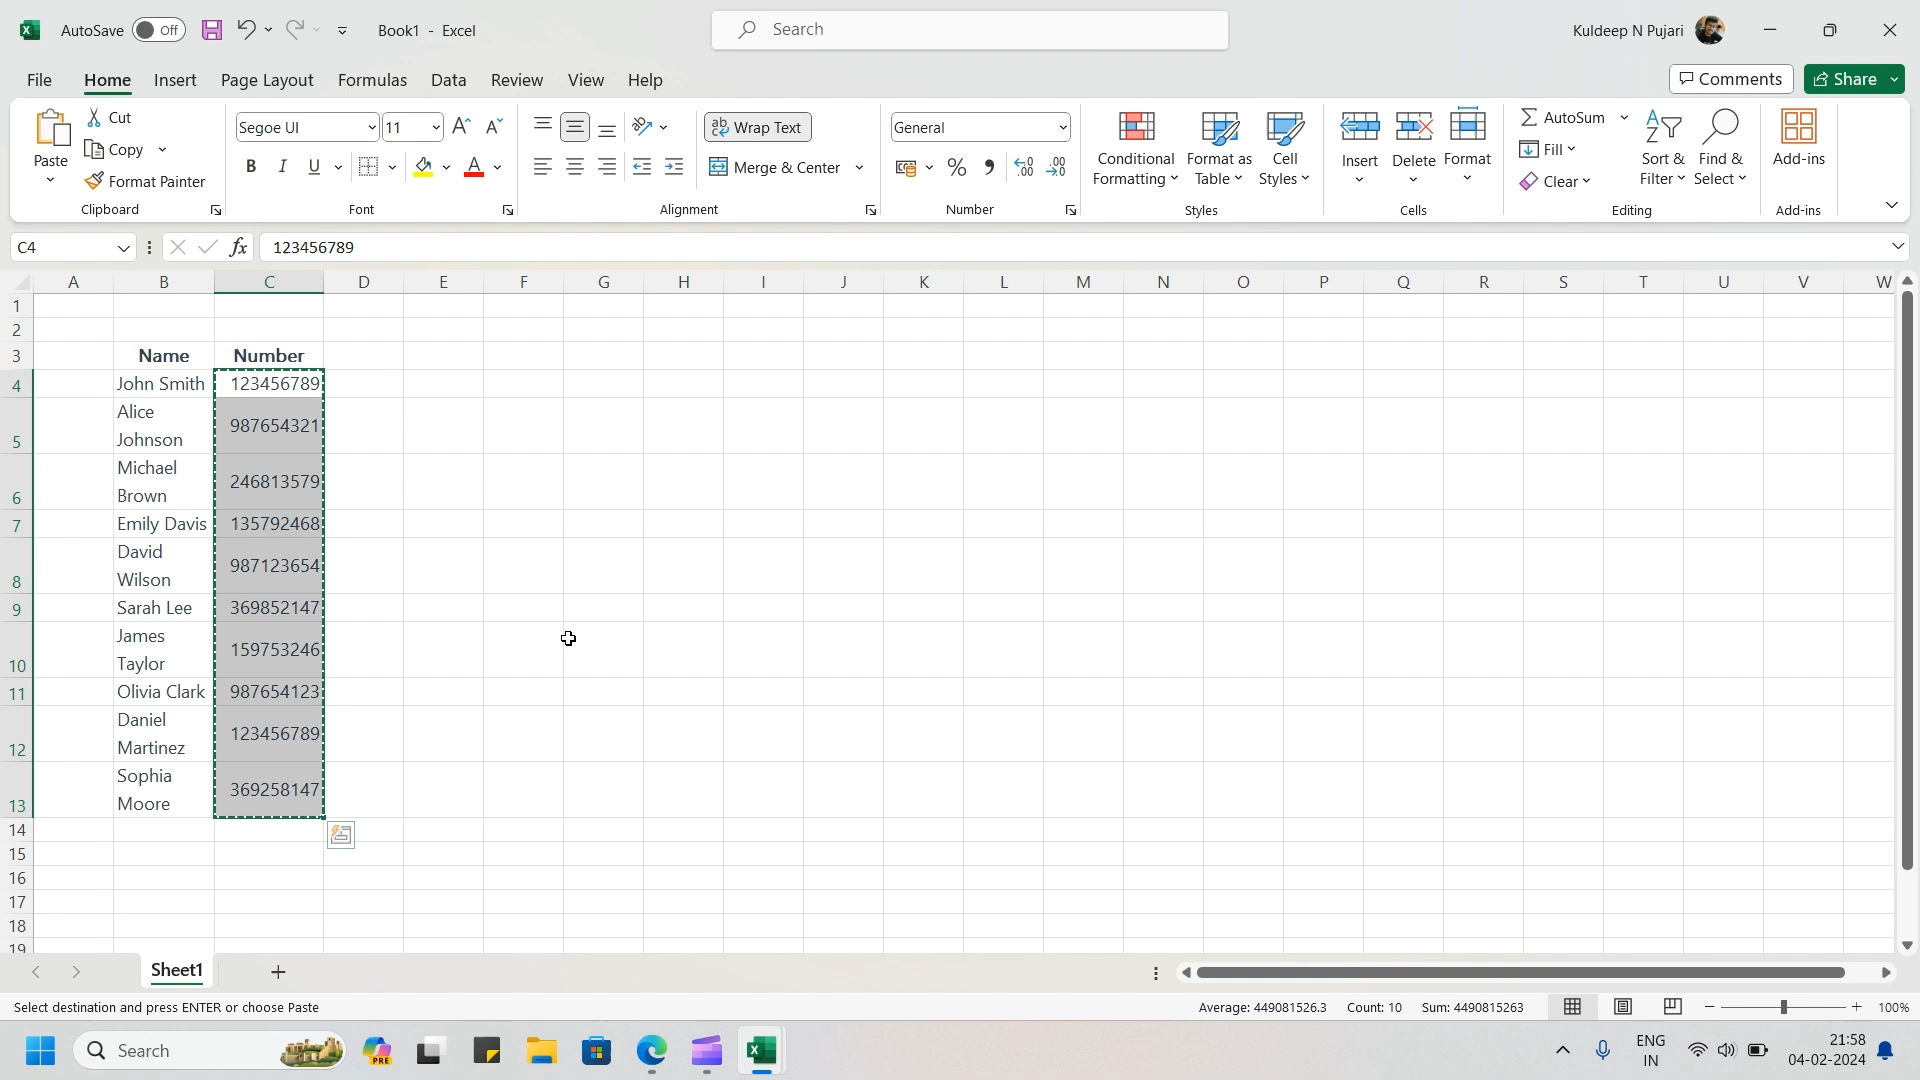 AutoSave Off Book1 - Excel Search Kuldeep N Pujari
File Home Insert Page Layout Formulas Data Review View Help Comments Share
Paste Cut Copy Format Painter
Clipboard
Segoe UI 11
B I U A
Font
ab Wrap Text
Merge & Center
Alignment
General
% , .00
Number
Conditional Formatting
Format as Table
Cell Styles
Styles
Insert Delete Format
Cells
AutoSum
Fill
Clear
Sort & Filter
Find & Select
Editing
Add-ins
Add-ins
C4 fx 123456789
A B C D E F G H I J K L M N O P Q R S T U V W
1
2
3 Name Number
4 John Smith 123456789
5 Alice Johnson 987654321
6 Michael Brown 246813579
7 Emily Davis 135792468
8 David Wilson 987123654
9 Sarah Lee 369852147
10 James Taylor 159753246
11 Olivia Clark 987654123
12 Daniel Martinez 123456789
13 Sophia Moore 369258147
14
15
16
17
18
19
Sheet1
Select destination and press ENTER or choose Paste Average: 449081526.3 Count: 10 Sum: 4490815263 100%
Search PRE ENG IN 21:58 04-02-2024